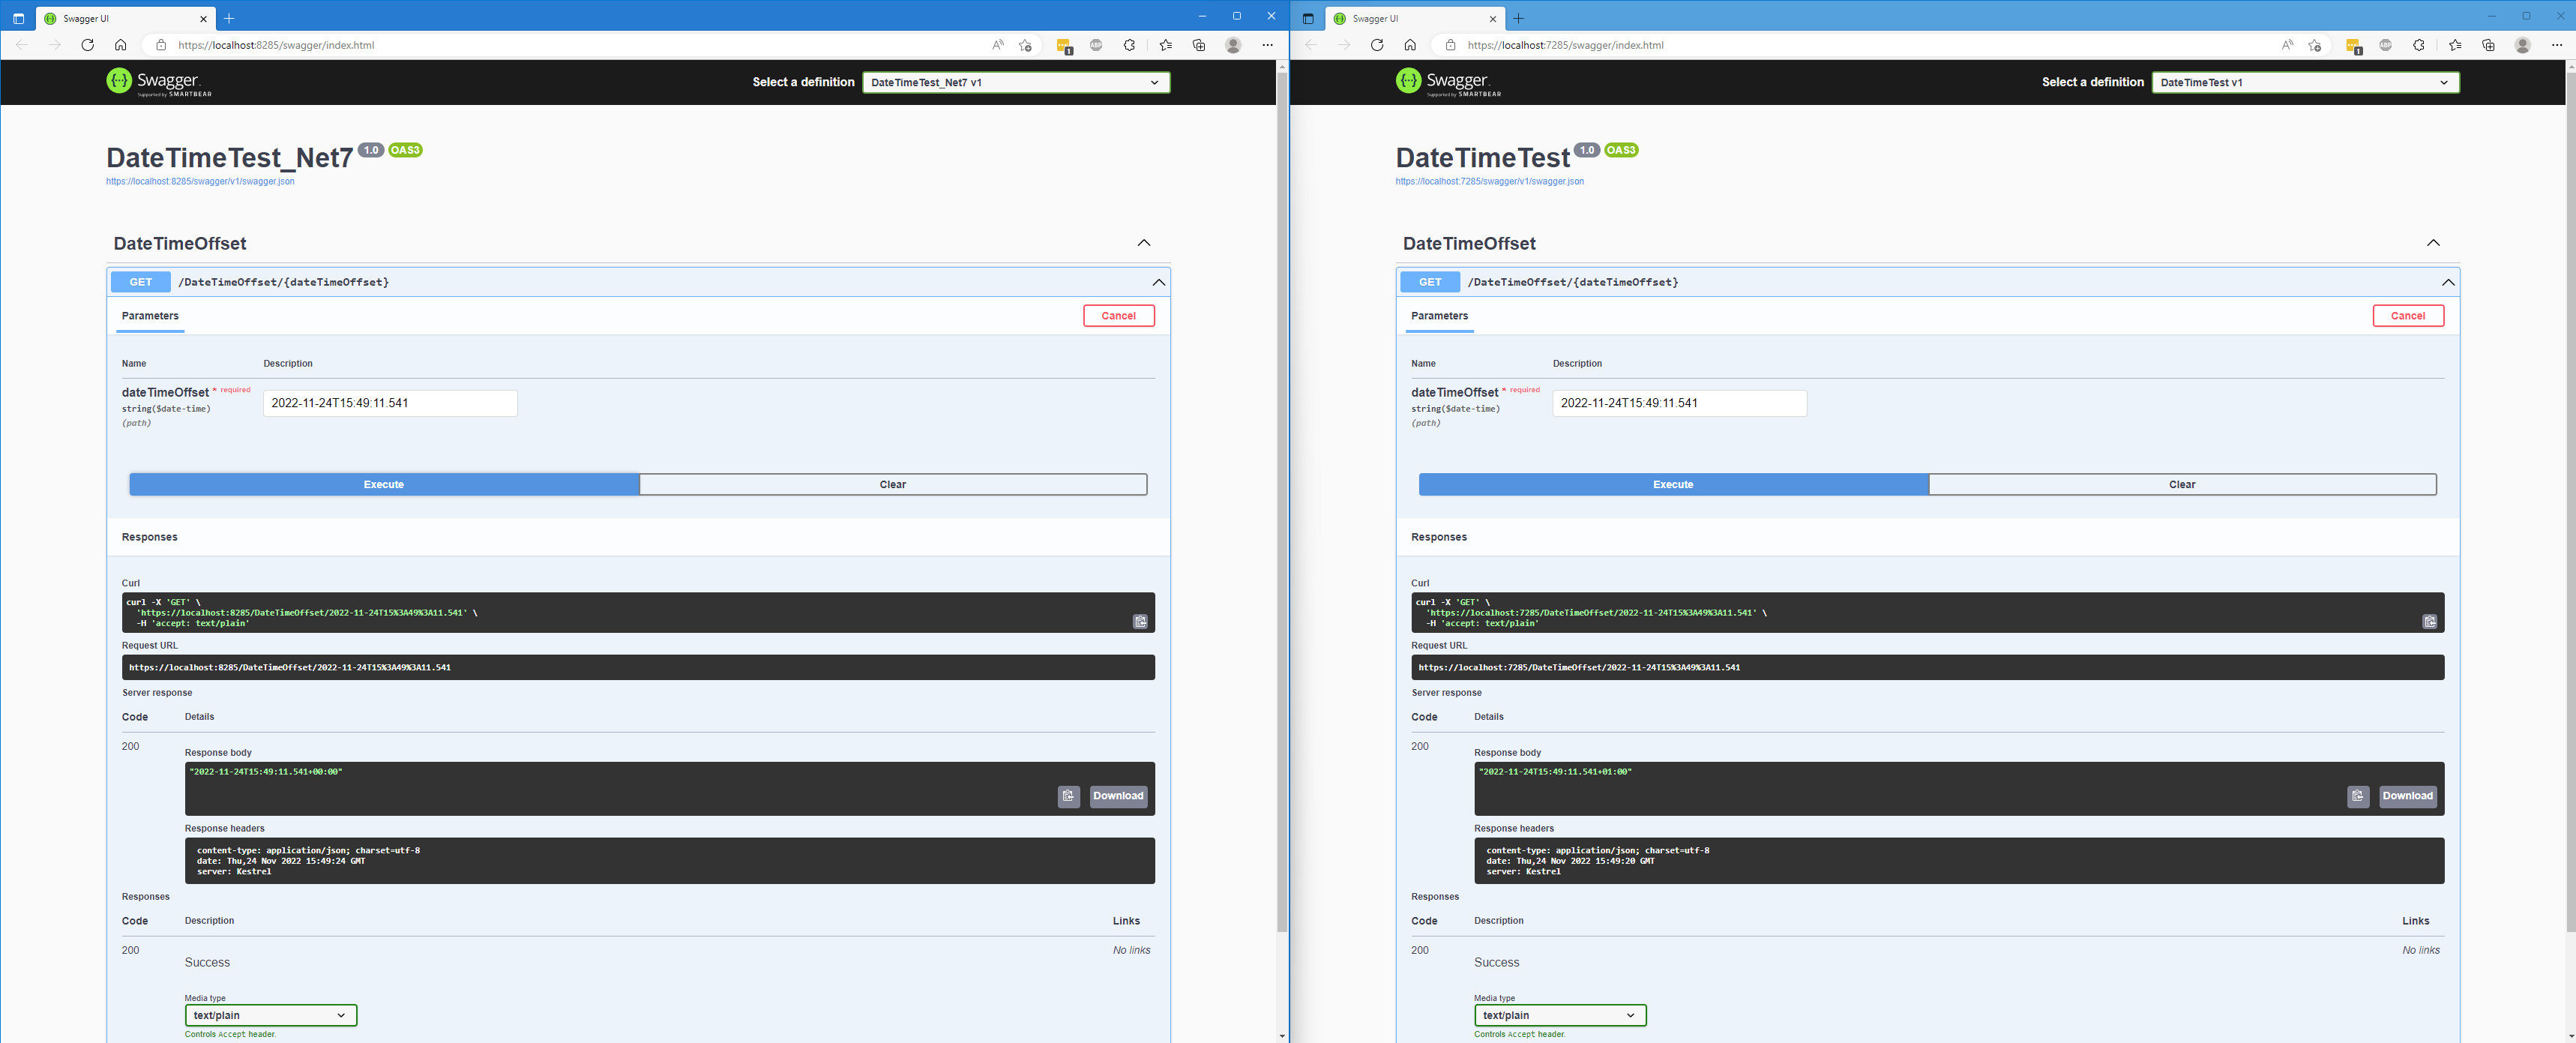 Swagger UI
https://localhost:8285/swagger/index.html
1
Swagger
Supported by SMARTBEAR
Select a definition
DateTimeTest_Net7 v1
DateTimeTest_Net7 1.0 OAS3
https://localhost:8285/swagger/v1/swagger.json
DateTimeOffset
GET /DateTimeOffset/{dateTimeOffset}
Parameters
Cancel
Name Description
dateTimeOffset * required
string($date-time)
(path)
2022-11-24T15:49:11.541
Execute Clear
Responses
Curl
curl -X 'GET' \
'https://localhost:8285/DateTimeOffset/2022-11-24T15%3A49%3A11.541' \
-H 'accept: text/plain'
Request URL
https://localhost:8285/DateTimeOffset/2022-11-24T15%3A49%3A11.541
Server response
Code Details
200
Response body
"2022-11-24T15:49:11.541+00:00"
Download
Response headers
content-type: application/json; charset=utf-8
date: Thu,24 Nov 2022 15:49:24 GMT
server: Kestrel
Responses
Code Description Links
200 No links
Success
Media type
text/plain
Controls Accept header.
Swagger UI
https://localhost:7285/swagger/index.html
1
Swagger
Supported by SMARTBEAR
Select a definition
DateTimeTest v1
DateTimeTest 1.0 OAS3
https://localhost:7285/swagger/v1/swagger.json
DateTimeOffset
GET /DateTimeOffset/{dateTimeOffset}
Parameters
Cancel
Name Description
dateTimeOffset * required
string($date-time)
(path)
2022-11-24T15:49:11.541
Execute Clear
Responses
Curl
curl -X 'GET' \
'https://localhost:7285/DateTimeOffset/2022-11-24T15%3A49%3A11.541' \
-H 'accept: text/plain'
Request URL
https://localhost:7285/DateTimeOffset/2022-11-24T15%3A49%3A11.541
Server response
Code Details
200
Response body
"2022-11-24T15:49:11.541+01:00"
Download
Response headers
content-type: application/json; charset=utf-8
date: Thu,24 Nov 2022 15:49:20 GMT
server: Kestrel
Responses
Code Description Links
200 No links
Success
Media type
text/plain
Controls Accept header.